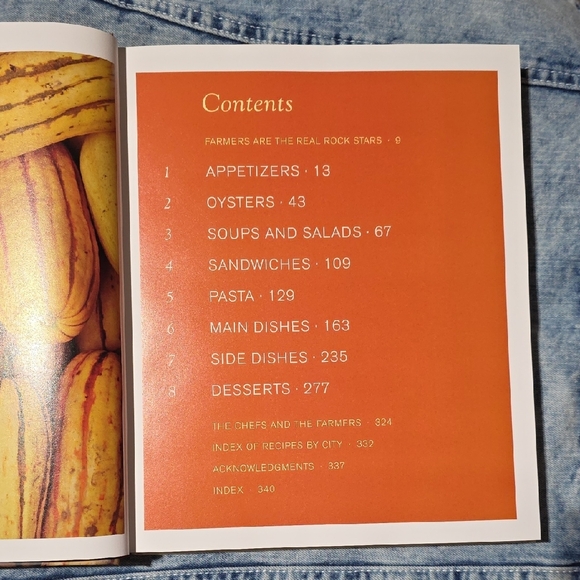 Contents
FARMERS ARE THE REAL ROCK STARS · 9
1 APPETIZERS · 13
2 OYSTERS · 43
3 SOUPS AND SALADS · 67
4 SANDWICHES · 109
5 PASTA · 129
6 MAIN DISHES · 163
7 SIDE DISHES · 235
8 DESSERTS · 277
THE CHEFS AND THE FARMERS · 324
INDEX OF RECIPES BY CITY · 332
ACKNOWLEDGMENTS · 337
INDEX · 340